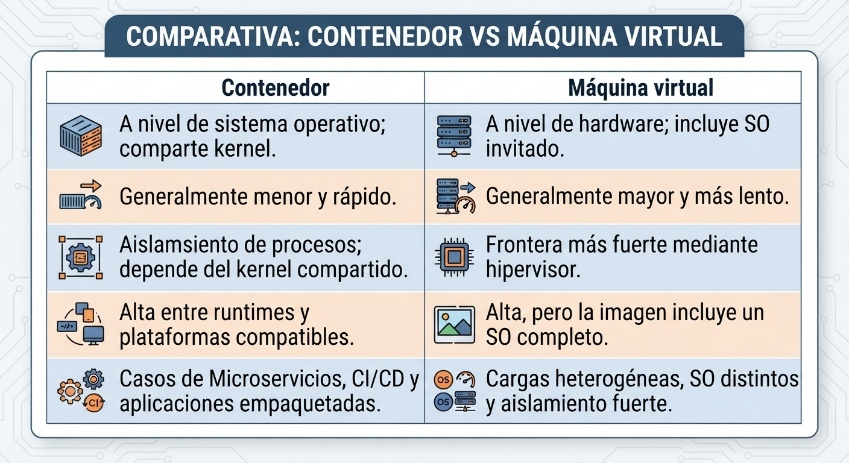 COMPARATIVA: CONTENEDOR VS MÁQUINA VIRTUAL
Contenedor
Máquina virtual
A nivel de sistema operativo;
comparte kernel.
A nivel de hardware; incluye SO
invitado.
Generalmente menor y rápido.
Generalmente mayor y más lento.
Aislamsiento de procesos;
depende del kernel compartido.
Frontera más fuerte mediante
hipervisor.
Alta entre runtimes y
plataformas compatibles.
Alta, pero la imagen incluye un
SO completo.
Casos de Microservicios, CI/CD y
aplicaciones empaquetadas.
CI
Cargas heterogéneas, SO distintos
y aislamiento fuerte.
OS
OS